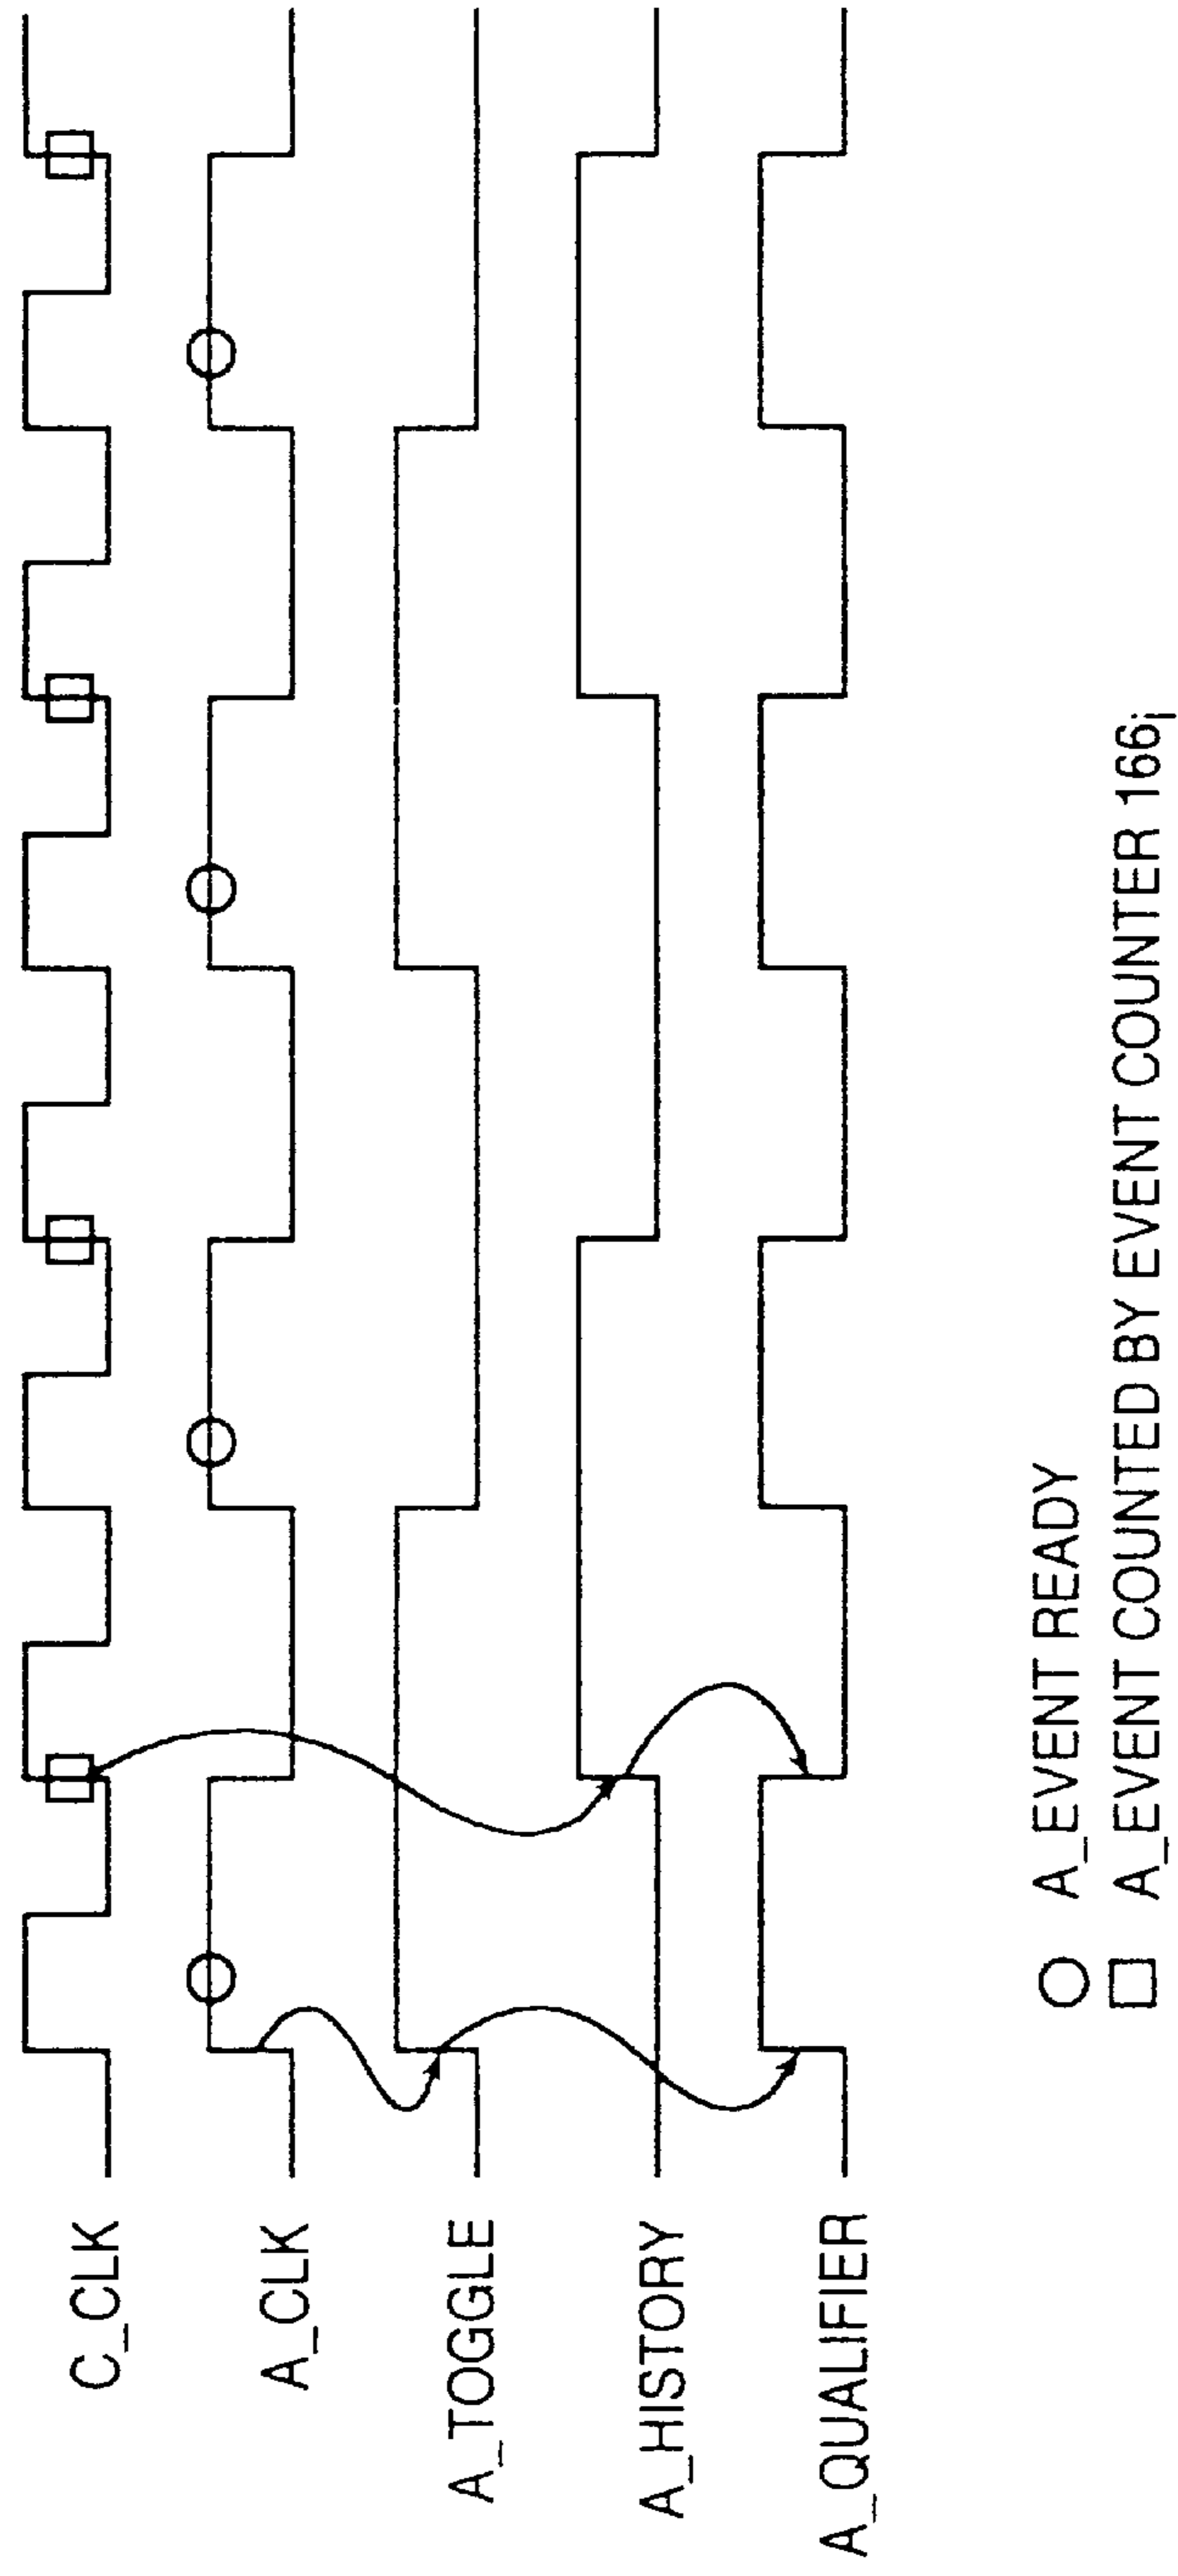 C_CLK
A_CLK
A_TOGGLE
A_HISTORY
A_QUALIFIER
A_EVENT READY
A_EVENT COUNTED BY EVENT COUNTER 166i